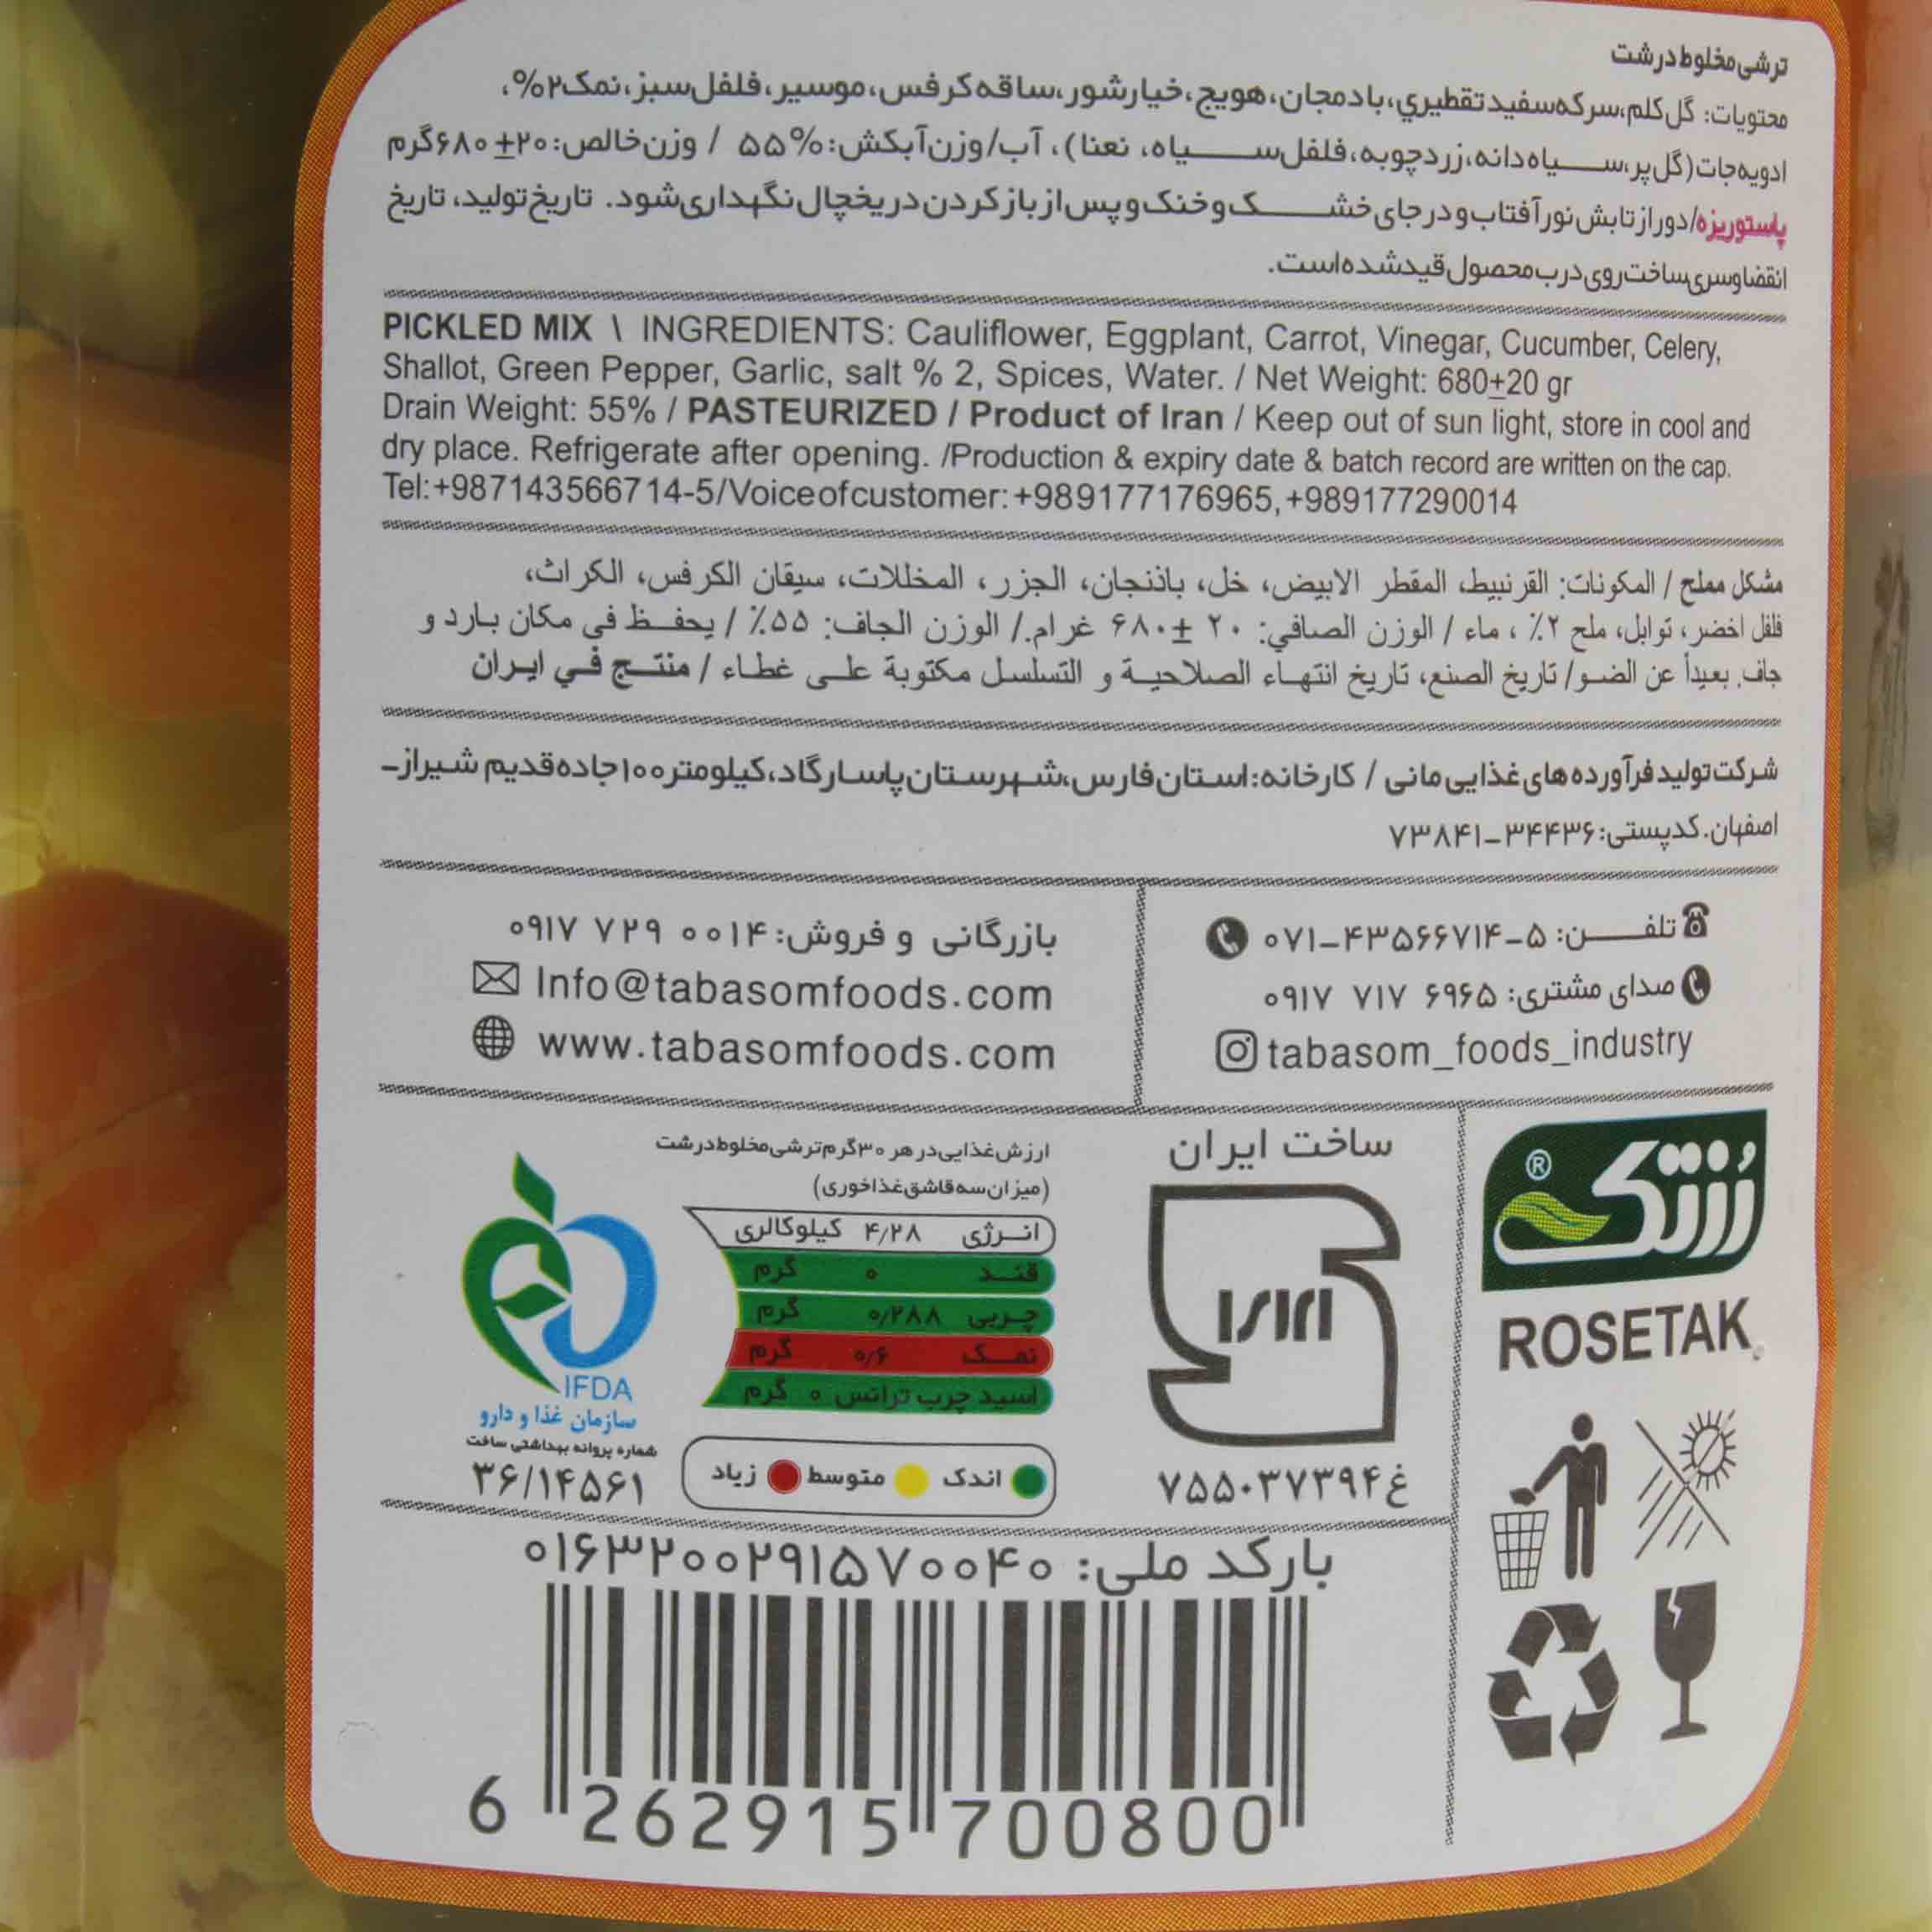 ترشی مخلوط درشت
محتویات: گل کلم، سرکه سفید تقطیري، بادمجان، هویج، خیارشور، ساقه کرفس، موسیر، فلفل سبز، نمک ۲%،
ادویه جات (گل پر، سیاه دانه، زردچوبه، فلفل سیاه، نعنا)، آب/وزن آبکش: %۵۵ / وزن خالص: ۲۰±۶۸۰گرم
پاستوریزه/دور از تابش نور آفتاب و در جای خشک و خنک و پس از باز کردن در یخچال نگهداری شود. تاریخ تولید، تاریخ
انقضا و سری ساخت روی درب محصول قید شده است.
PICKLED MIX \ INGREDIENTS: Cauliflower, Eggplant, Carrot, Vinegar, Cucumber, Celery,
Shallot, Green Pepper, Garlic, salt % 2, Spices, Water. / Net Weight: 680±20 gr
Drain Weight: 55% / PASTEURIZED / Product of Iran / Keep out of sun light, store in cool and
dry place. Refrigerate after opening. /Production & expiry date & batch record are written on the cap.
Tel:+987143566714-5/Voiceofcustomer:+989177176965,+989177290014
مشكل مملح / المكونات: القرنبيط، المقطر الابيض، خل، باذنجان، الجزر، المخللات، سيقان الكرفس، الكراث،
فلفل اخضر، توابل، ملح ۲٪ ، ماء / الوزن الصافي: ۲۰ ±۶۸۰ غرام./ الوزن الجاف: ۵۵٪ / يحفظ فى مكان بارد و
جاف. بعيداً عن الضو/ تاريخ الصنع، تاريخ انتهاء الصلاحية و التسلسل مكتوبة على غطاء / منتج في ايران
شرکت تولید فرآورده های غذایی مانی / کارخانه: استان فارس، شهرستان پاسارگاد، کیلومتر ۱۰۰ جاده قدیم شیراز-
اصفهان. کدپستی: ۳۴۴۳۶-۷۳۸۴۱
تلفن: ۵-۴۳۵۶۶۷۱۴-۰۷۱
صدای مشتری: ۰۹۱۷ ۷۱۷ ۶۹۶۵
tabasom_foods_industry
بازرگانی و فروش: ۰۹۱۷ ۷۲۹ ۰۰۱۴
Info@tabasomfoods.com
www.tabasomfoods.com
رُزتک ®
ROSETAK
ساخت ایران
ISIRI
۷۵۵۰۳۷۳۹۴غ
ارزش غذایی در هر ۳۰ گرم ترشی مخلوط درشت
(میزان سه قاشق غذاخوری)
انرژی ۴/۲۸ کیلوکالری
قند ۰ گرم
چربی ۰/۲۸۸ گرم
نمک ۰/۶ گرم
اسید چرب ترانس ۰ گرم
اندک متوسط زیاد
IFDA
سازمان غذا و دارو
شماره پروانه بهداشتی ساخت
۳۶/۱۴۵۶۱
بارکد ملی: ۰۱۶۳۲۰۰۲۹۱۵۷۰۰۴۰
6 262915 700800